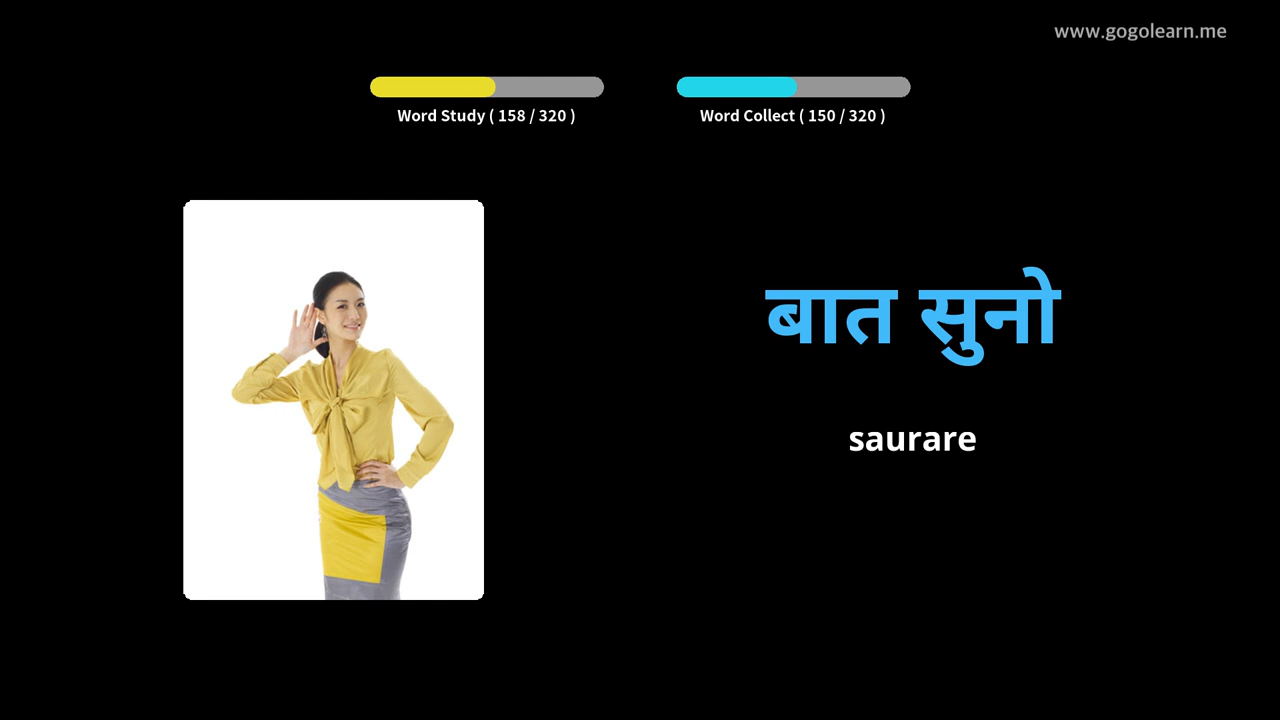 www.gogolearn.me
Word Study ( 158 / 320 )
Word Collect ( 150 / 320 )
बात सुनो
saurare